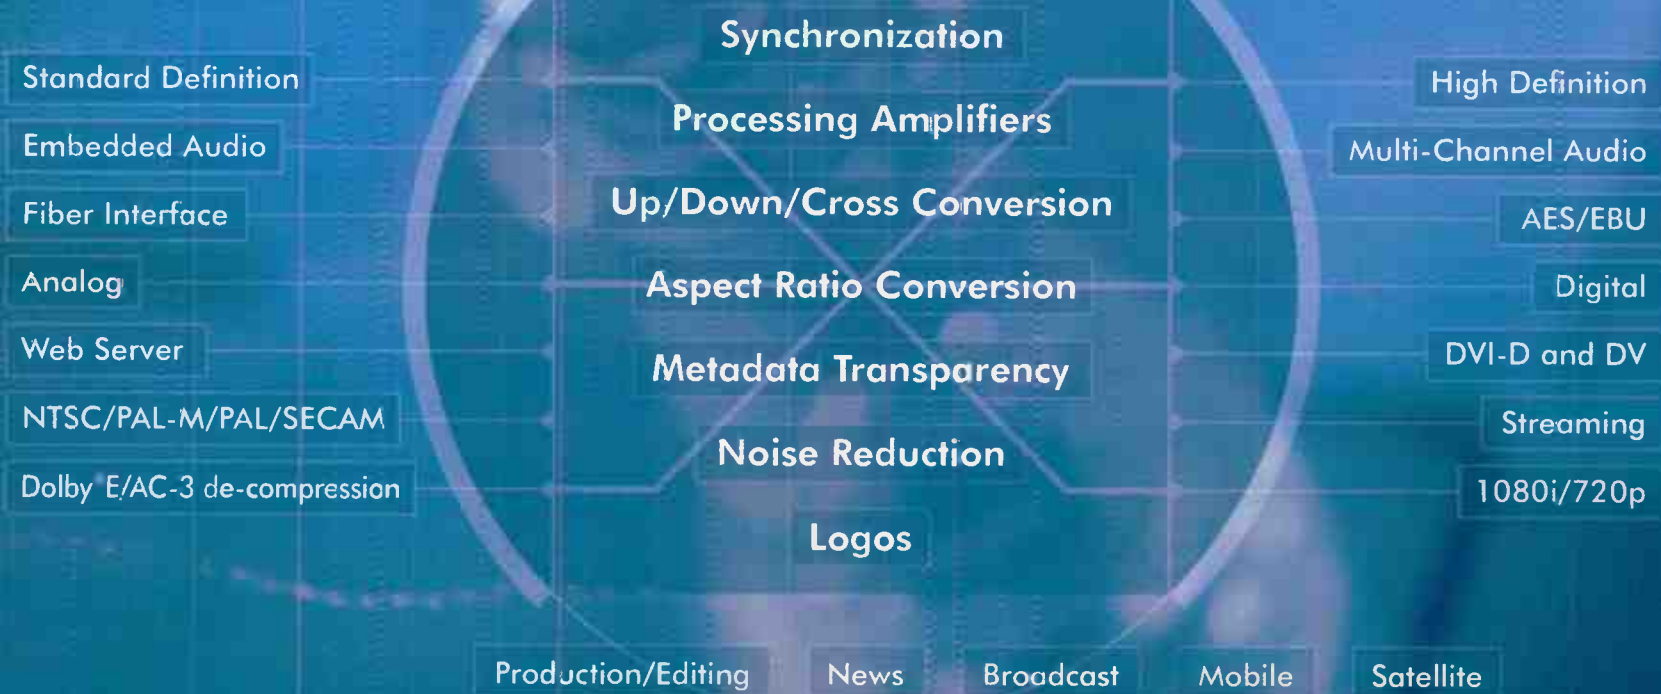 Synchronization
Standard Definition
High Definition
Processing Amplifiers
Embedded Audio
Multi-Channel Audio
Up/Down/Cross Conversion
Fiber Interface
AES/EBU
Analog
Aspect Ratio Conversion
Digital
Web Server
DVI-D and DV
Metadata Transparency
NTSC/PAL-M/PAL/SECAM
Streaming
Noise Reduction
Dolby E/AC-3 de-compression
1080i/720p
Logos
Production/Editing News Broadcast Mobile Satellite